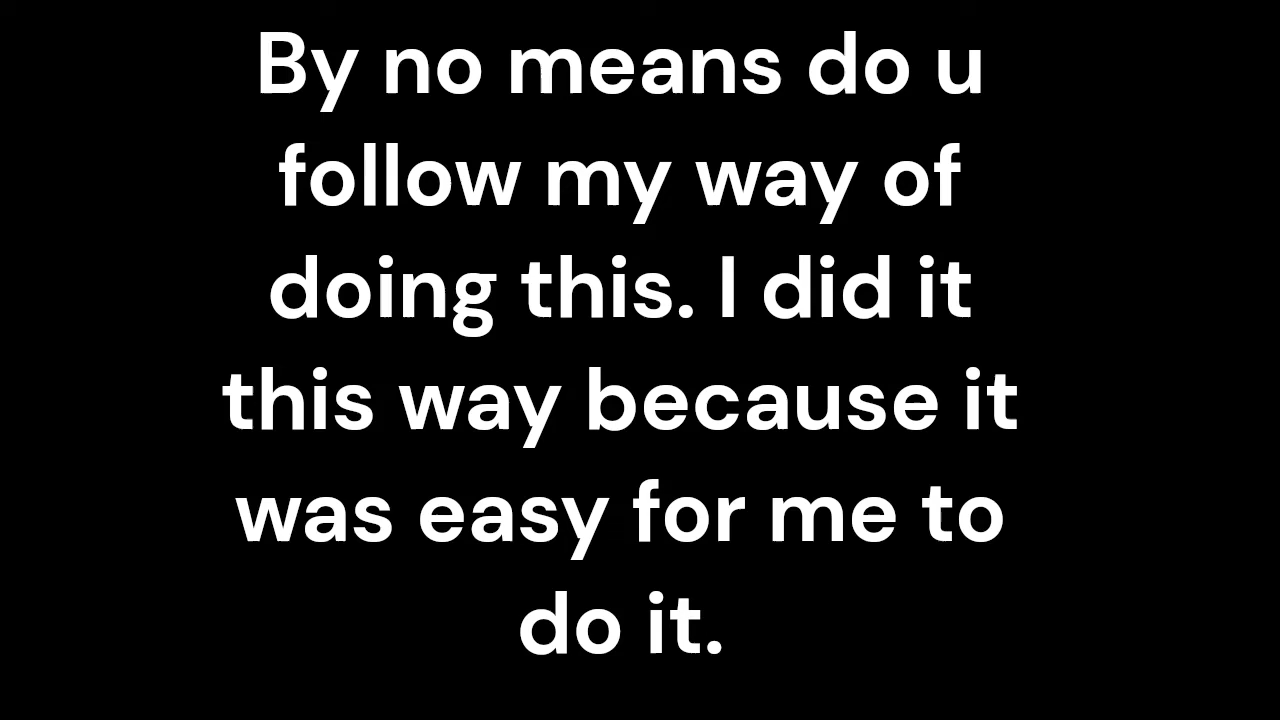 By no means do u
follow my way of
doing this. I did it
this way because it
was easy for me to
do it.